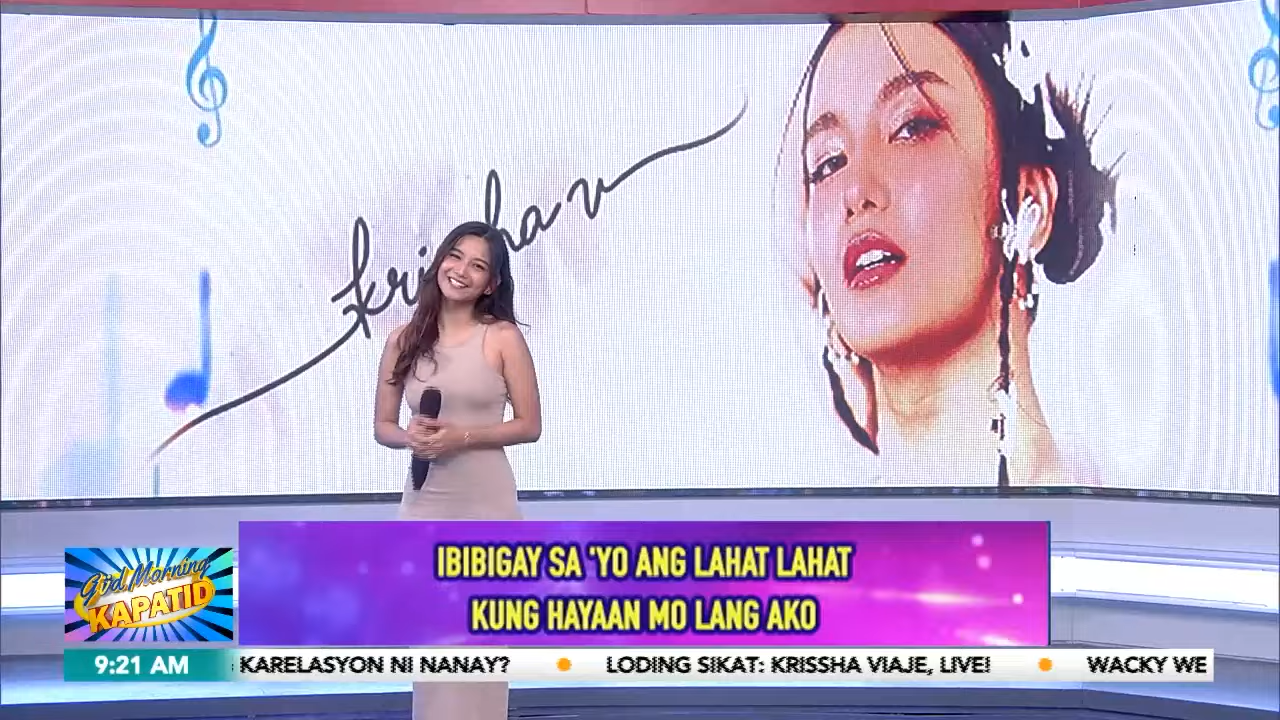 krissha v
IBIBIGAY SA 'YO ANG LAHAT LAHAT
KUNG HAYAAN MO LANG AKO
Gud Morning
KAPATID
9:21 AM
KARELASYON NI NANAY? LODING SIKAT: KRISSHA VIAJE, LIVE! WACKY WE